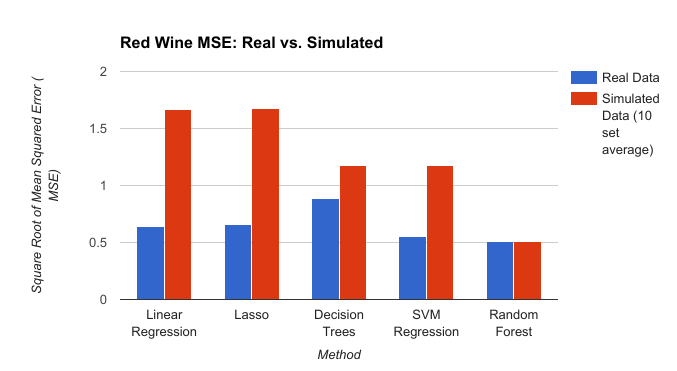 Red Wine MSE: Real vs. Simulated
Square Root of Mean Squared Error (
MSE)
2
1.5
1
0.5
0
Real Data
Simulated
Data (10
set
average)
Linear
Regression
Lasso
Decision
Trees
SVM
Regression
Random
Forest
Method